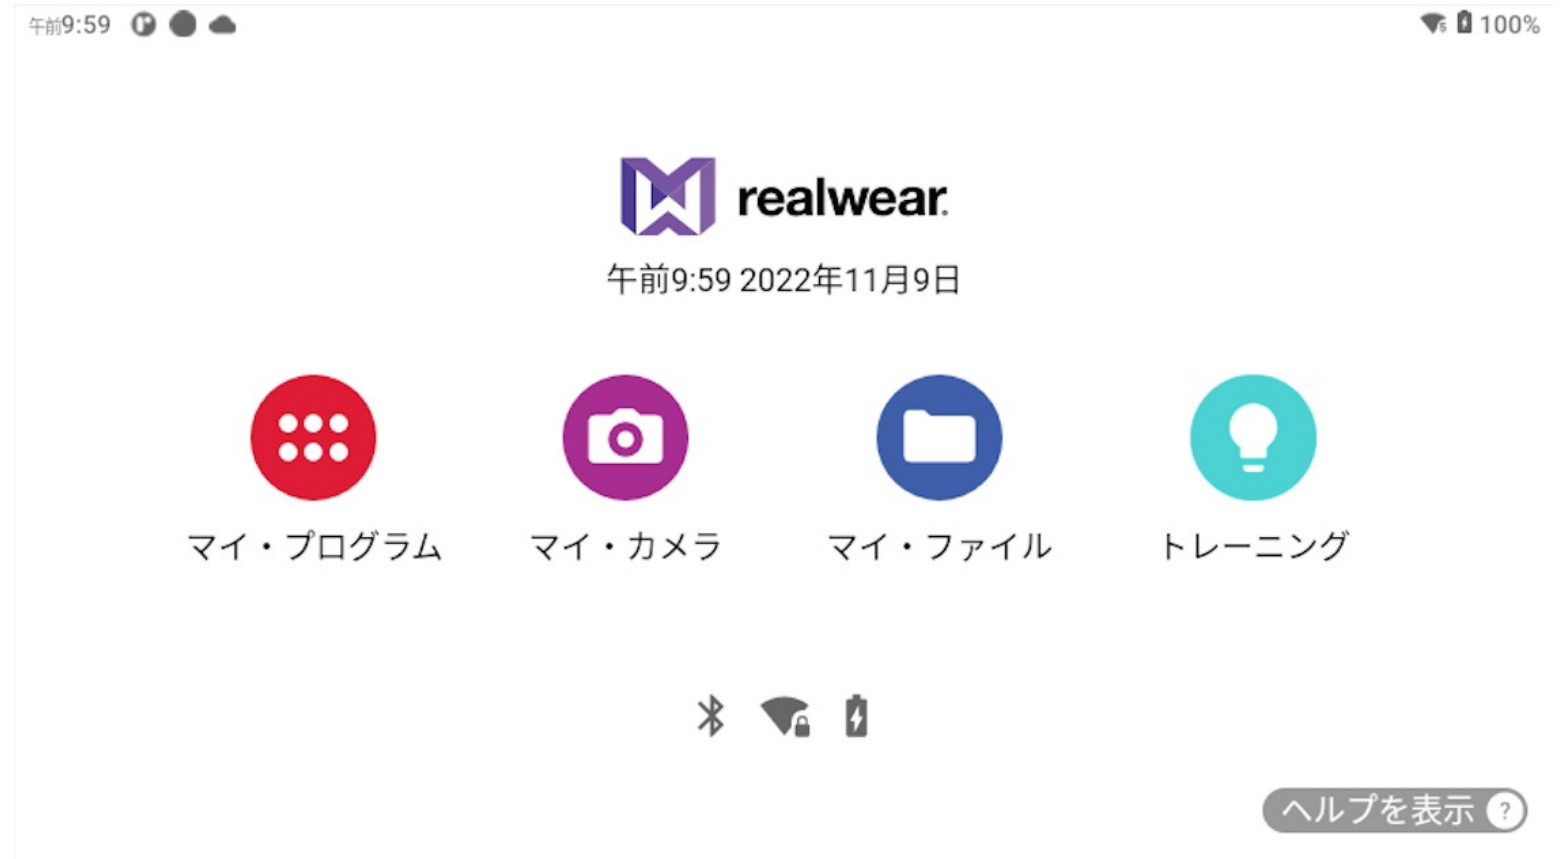 午前9:59
100%
realwear
午前9:59 2022年11月9日
マイ・プログラム
マイ・カメラ
マイ・ファイル
トレーニング
ヘルプを表示 ?